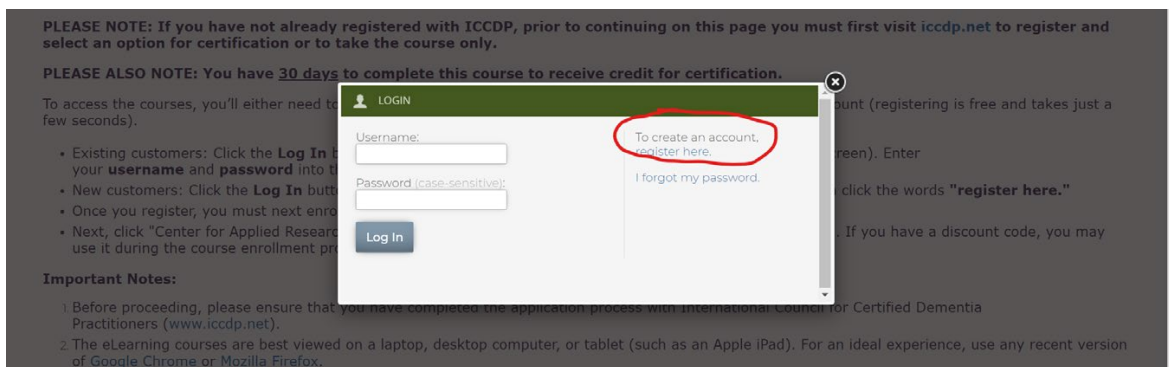 PLEASE NOTE: If you have not already registered with ICCDP, prior to continuing on this page you must first visit iccdp.net to register and
select an option for certification or to take the course only.
PLEASE ALSO NOTE: You have 30 days to complete this course to receive credit for certification.
To access the courses, you'll either need to
unt (registering is free and takes just a
few seconds).
• Existing customers: Click the Log In b
reen). Enter
your username and password into th
• New customers: Click the Log In butt
click the words "register here."
• Once you register, you must next enro
• Next, click "Center for Applied Researc
. If you have a discount code, you may
use it during the course enrollment pro
LOGIN
Username:
Password (case-sensitive):
Log In
To create an account,
register here.
I forgot my password.
Important Notes:
1. Before proceeding, please ensure that you have completed the application process with International Council for Certified Dementia
Practitioners (www.iccdp.net).
2. The eLearning courses are best viewed on a laptop, desktop computer, or tablet (such as an Apple iPad). For an ideal experience, use any recent version
of Google Chrome or Mozilla Firefox.